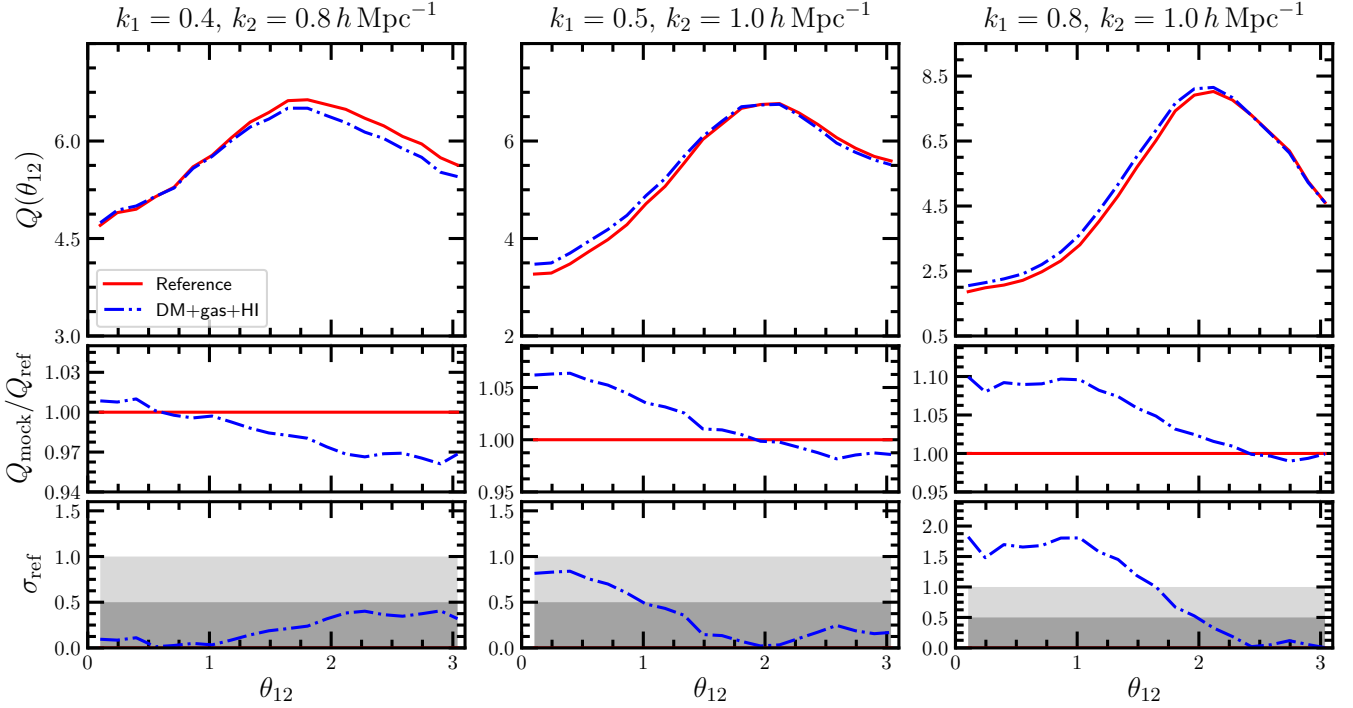 k₁ = 0.4, k₂ = 0.8 h Mpc⁻¹
k₁ = 0.5, k₂ = 1.0 h Mpc⁻¹
k₁ = 0.8, k₂ = 1.0 h Mpc⁻¹
Q(θ₁₂)
6.0
4.5
3.0
Reference
DM+gas+HI
8
6
4
2
8.5
6.5
4.5
2.5
0.5
Q_mock/Q_ref
1.03
1.00
0.97
0.94
1.05
1.00
0.95
1.10
1.05
1.00
0.95
σ_ref
1.5
1.0
0.5
0.0
1.5
1.0
0.5
0.0
2.0
1.5
1.0
0.5
0.0
0 1 2 3
0 1 2 3
0 1 2 3
θ₁₂
θ₁₂
θ₁₂